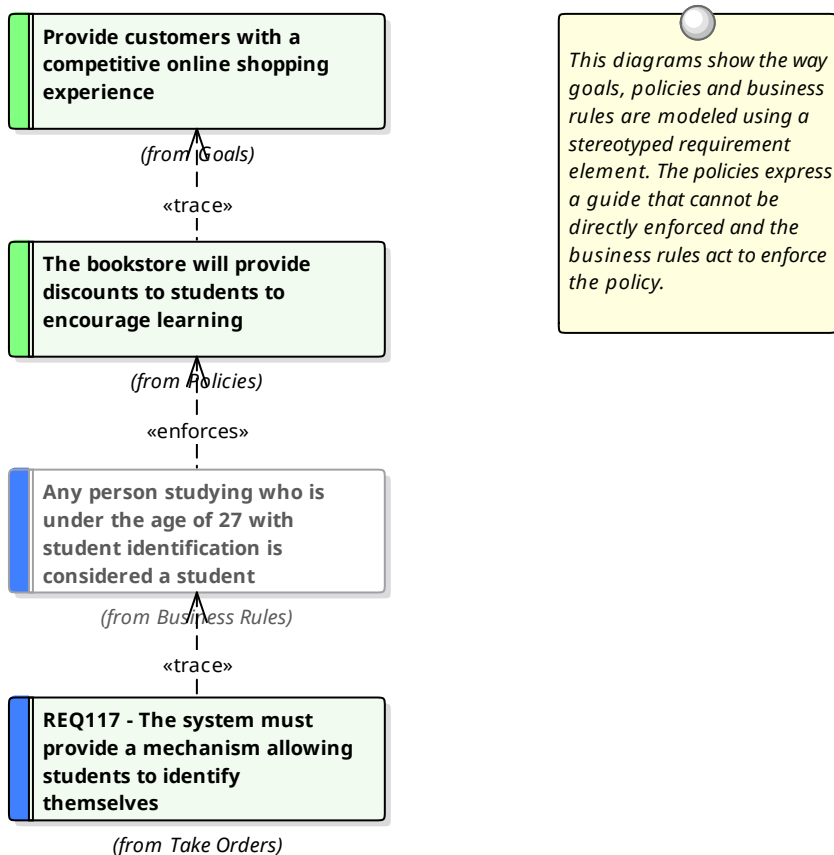 Provide customers with a
competitive online shopping
experience
(from Goals)
«trace»
The bookstore will provide
discounts to students to
encourage learning
(from Policies)
«enforces»
Any person studying who is
under the age of 27 with
student identification is
considered a student
(from Business Rules)
«trace»
REQ117 - The system must
provide a mechanism allowing
students to identify
themselves
(from Take Orders)
This diagrams show the way
goals, policies and business
rules are modeled using a
stereotyped requirement
element. The policies express
a guide that cannot be
directly enforced and the
business rules act to enforce
the policy.